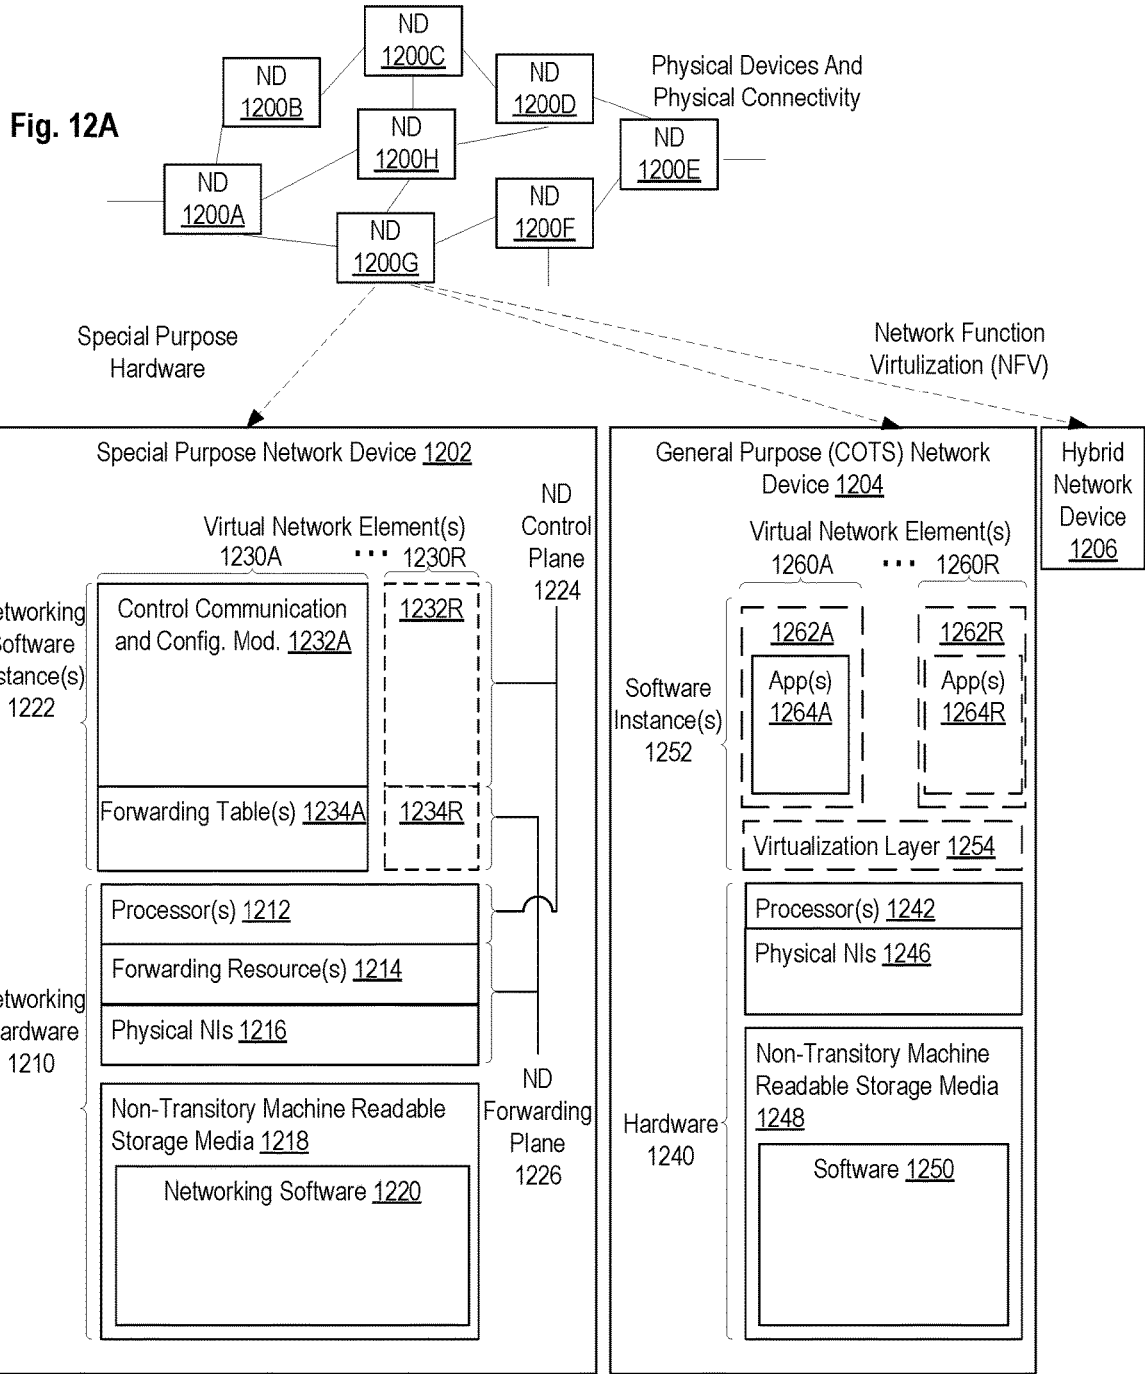 ND
1200C
ND
1200B
ND
1200D
Physical Devices And
Physical Connectivity
Fig. 12A
ND
1200H
ND
1200E
ND
1200A
ND
1200F
ND
1200G
Special Purpose
Hardware
Network Function
Virtulization (NFV)
Special Purpose Network Device 1202
ND
Control
Plane
1224
Virtual Network Element(s)
1230A ... 1230R
Control Communication
and Config. Mod. 1232A
1232R
etworking
oftware
stance(s)
1222
Forwarding Table(s) 1234A
1234R
Processor(s) 1212
Forwarding Resource(s) 1214
Physical NIs 1216
etworking
ardware
1210
ND
Forwarding
Plane
1226
Non-Transitory Machine Readable
Storage Media 1218
Networking Software 1220
General Purpose (COTS) Network
Device 1204
Virtual Network Element(s)
1260A ... 1260R
1262A
1262R
App(s)
1264A
App(s)
1264R
Software
Instance(s)
1252
Virtualization Layer 1254
Processor(s) 1242
Physical NIs 1246
Non-Transitory Machine
Readable Storage Media
1248
Hardware
1240
Software 1250
Hybrid
Network
Device
1206